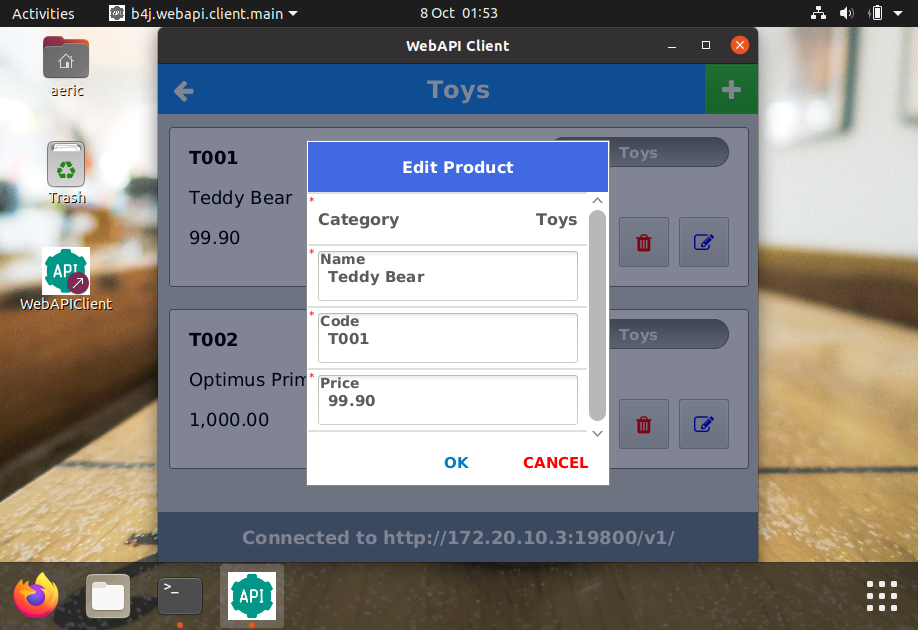 Activities
b4j.webapi.client.main
8 Oct 01:53
aeric
Trash
API
WebAPIClient
WebAPI Client
Toys
T001
Toys
Teddy Bear
99.90
T002
Toys
Optimus Prim
1,000.00
Edit Product
* Category Toys
* Name
Teddy Bear
* Code
T001
* Price
99.90
OK CANCEL
Connected to http://172.20.10.3:19800/v1/
>_
API